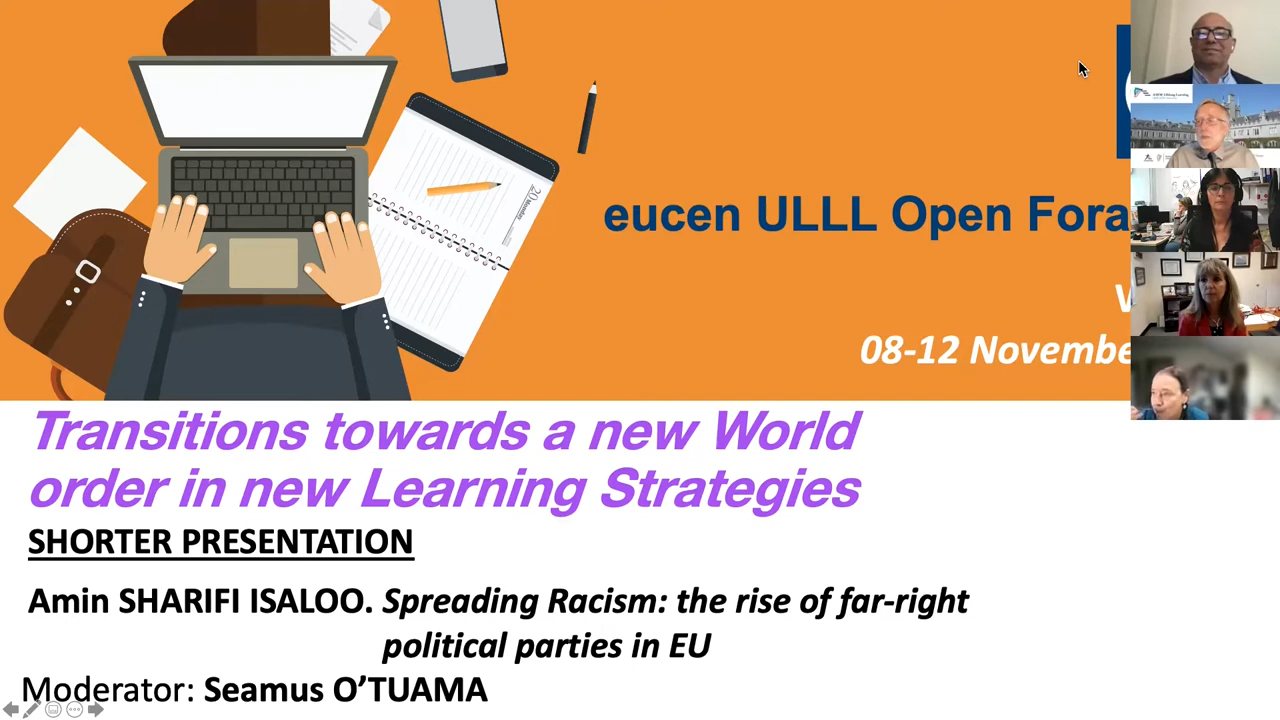 eucen ULLL Open Fora
08-12 Novembe
Transitions towards a new World
order in new Learning Strategies
SHORTER PRESENTATION
Amin SHARIFI ISALOO. Spreading Racism: the rise of far-right
political parties in EU
Moderator: Seamus O'TUAMA